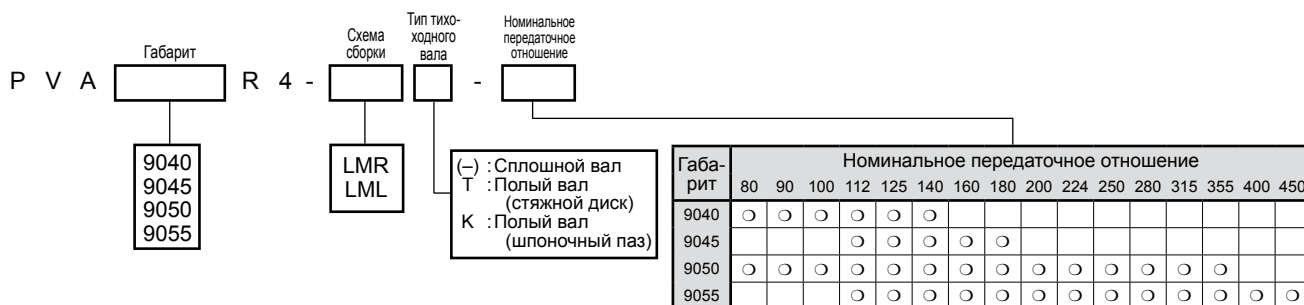 Габарит
Схема
сборки
Тип тихо-
ходного
вала
Номинальное
передаточное
отношение
P V A R 4 - -
9040
9045
9050
9055
LMR
LML
(–) :Сплошной вал
T :Полый вал
(стяжной диск)
K :Полый вал
(шпоночный паз)
Габа-
рит
Номинальное передаточное отношение
80 90 100 112 125 140 160 180 200 224 250 280 315 355 400 450
9040 ❍ ❍ ❍ ❍ ❍ ❍
9045 ❍ ❍ ❍ ❍ ❍
9050 ❍ ❍ ❍ ❍ ❍ ❍ ❍ ❍ ❍ ❍ ❍ ❍ ❍ ❍
9055 ❍ ❍ ❍ ❍ ❍ ❍ ❍ ❍ ❍ ❍ ❍ ❍ ❍